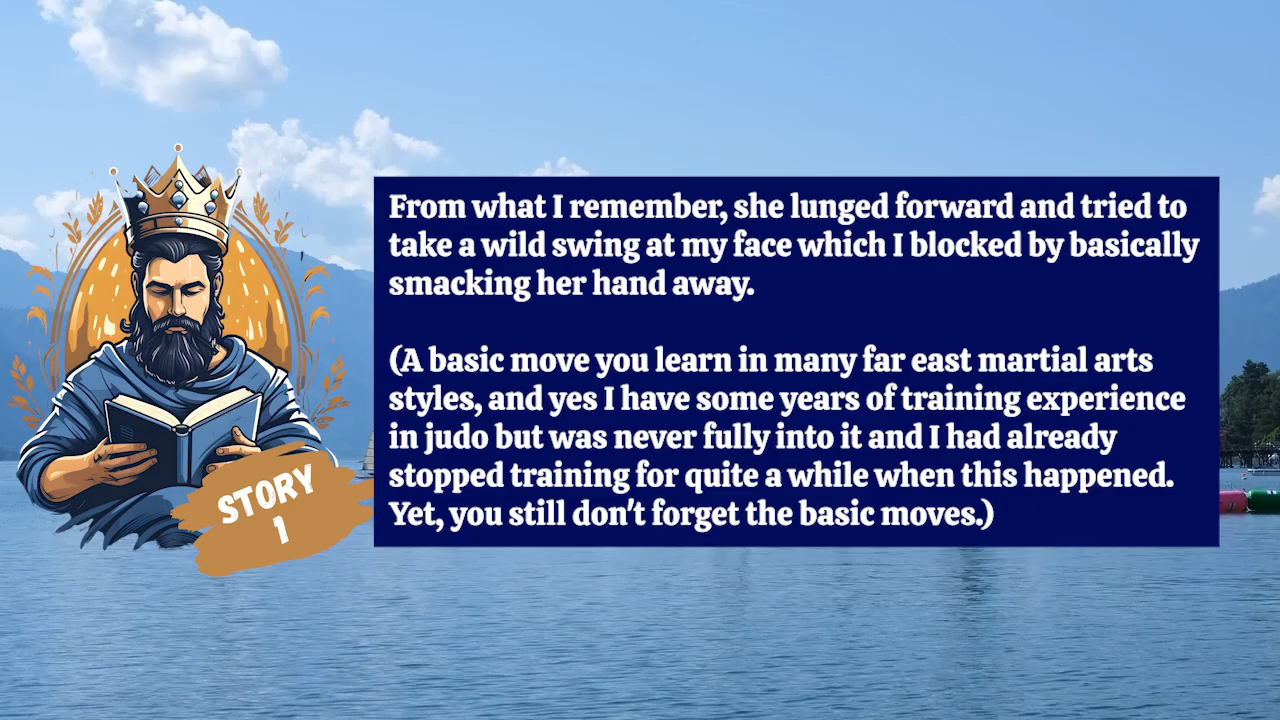 From what I remember, she lunged forward and tried to
take a wild swing at my face which I blocked by basically
smacking her hand away.
(A basic move you learn in many far east martial arts
styles, and yes I have some years of training experience
in judo but was never fully into it and I had already
stopped training for quite a while when this happened.
Yet, you still don't forget the basic moves.)
STORY
1